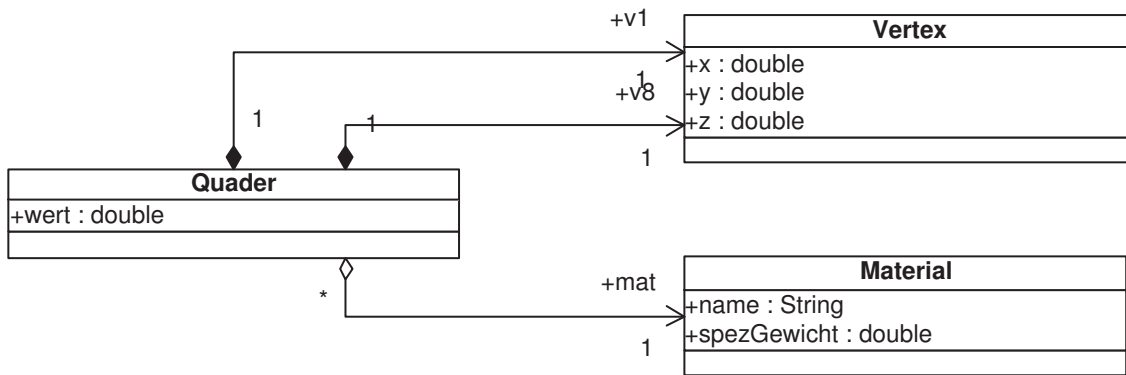 +v1
Vertex
+x : double
+y : double
+z : double
1
+v8
1
1
1
Quader
+wert : double
*
+mat
1
Material
+name : String
+spezGewicht : double